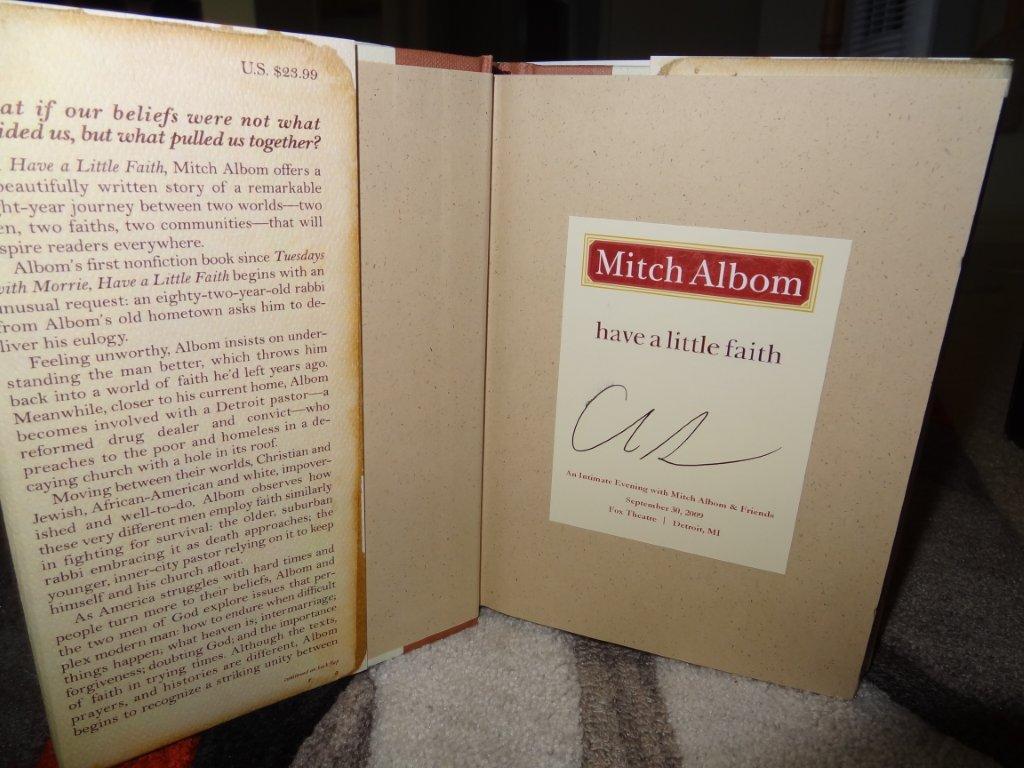 U.S. $23.99
at if our beliefs were not what
ided us, but what pulled us together?
Have a Little Faith, Mitch Albom offers a
beautifully written story of a remarkable
ht-year journey between two worlds—two
en, two faiths, two communities—that will
spire readers everywhere.
Albom's first nonfiction book since Tuesdays
with Morrie, Have a Little Faith begins with an
unusual request: an eighty-two-year-old rabbi
from Albom's old hometown asks him to de-
liver his eulogy.
Feeling unworthy, Albom insists on under-
standing the man better, which throws him
back into a world of faith he'd left years ago.
Meanwhile, closer to his current home, Albom
becomes involved with a Detroit pastor—a
reformed drug dealer and convict—who
preaches to the poor and homeless in a de-
caying church with a hole in its roof.
Moving between their worlds, Christian and
Jewish, African-American and white, impover-
ished and well-to-do, Albom observes how
these very different men employ faith similarly
in fighting for survival: the older, suburban
rabbi embracing it as death approaches; the
younger, inner-city pastor relying on it to keep
himself and his church afloat.
As America struggles with hard times and
people turn more to their beliefs, Albom and
the two men of God explore issues that per-
plex modern man: how to endure when difficult
things happen; what heaven is; intermarriage;
forgiveness; doubting God; and the importance
of faith in trying times. Although the texts,
prayers, and histories are different, Albom
begins to recognize a striking unity between
continued on back flap
Mitch Albom
have a little faith
An Intimate Evening with Mitch Albom & Friends
September 30, 2009
Fox Theatre | Detroit, MI